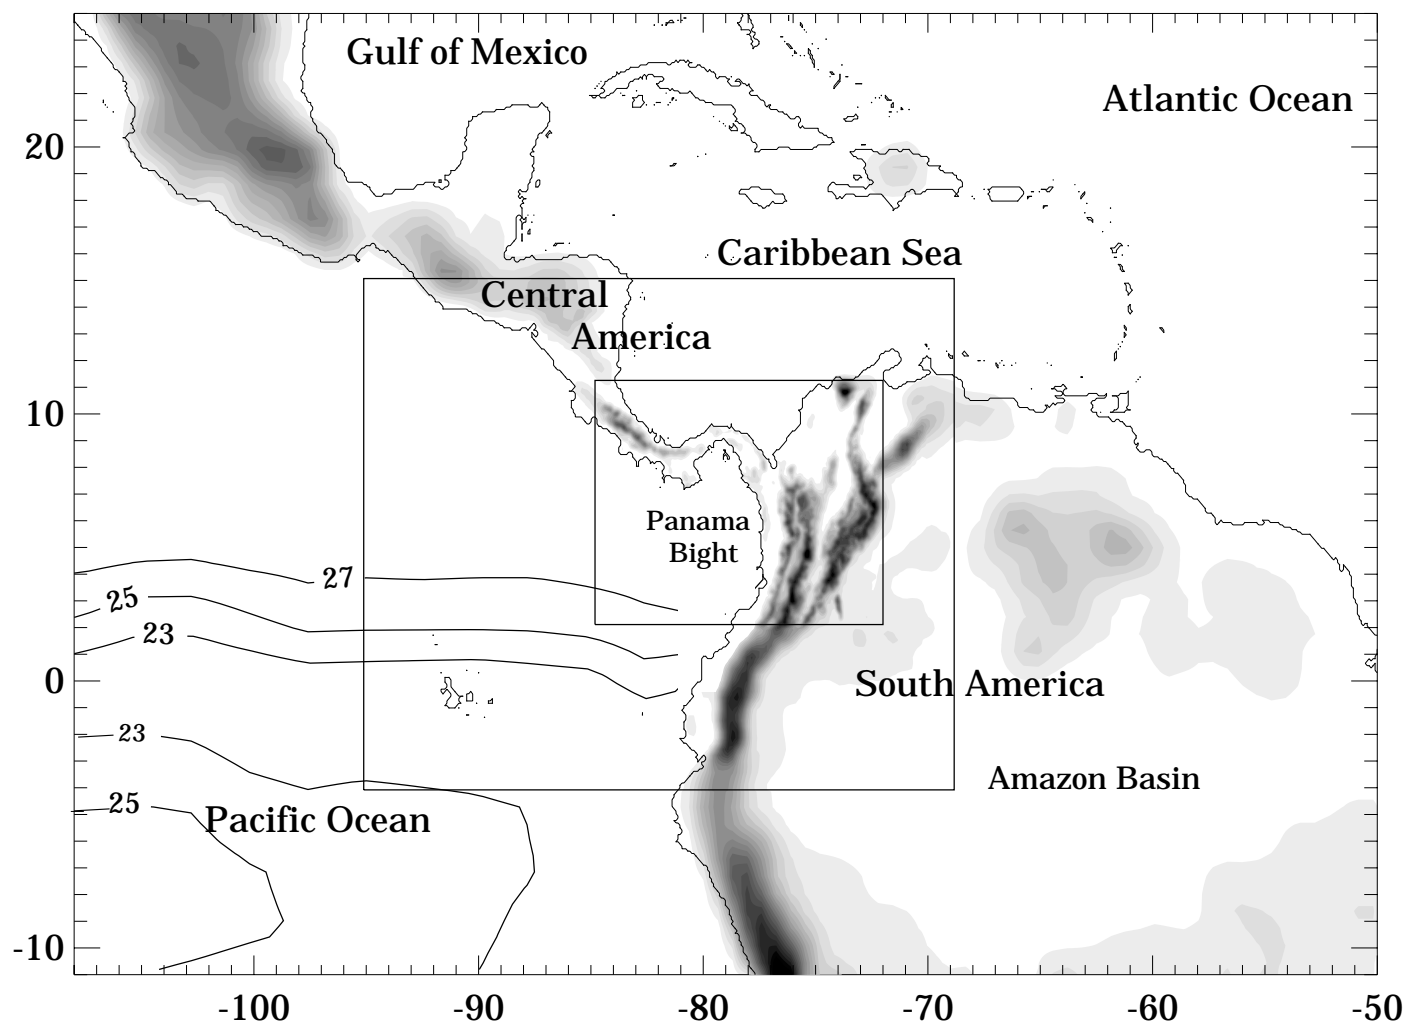 Gulf of Mexico
Atlantic Ocean
20
Caribbean Sea
Central
America
10
Panama
Bight
27
25
23
0
South America
23
Amazon Basin
25
Pacific Ocean
-10
-100
-90
-80
-70
-60
-50